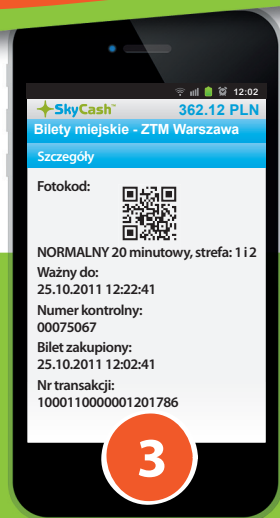 12:02
SkyCash™ 362.12 PLN
Bilety miejskie - ZTM Warszawa
Szczegóły
Fotokod:
NORMALNY 20 minutowy, strefa: 1 i 2
Ważny do:
25.10.2011 12:22:41
Numer kontrolny:
00075067
Bilet zakupiony:
25.10.2011 12:02:41
Nr transakcji:
1000110000001201786
3